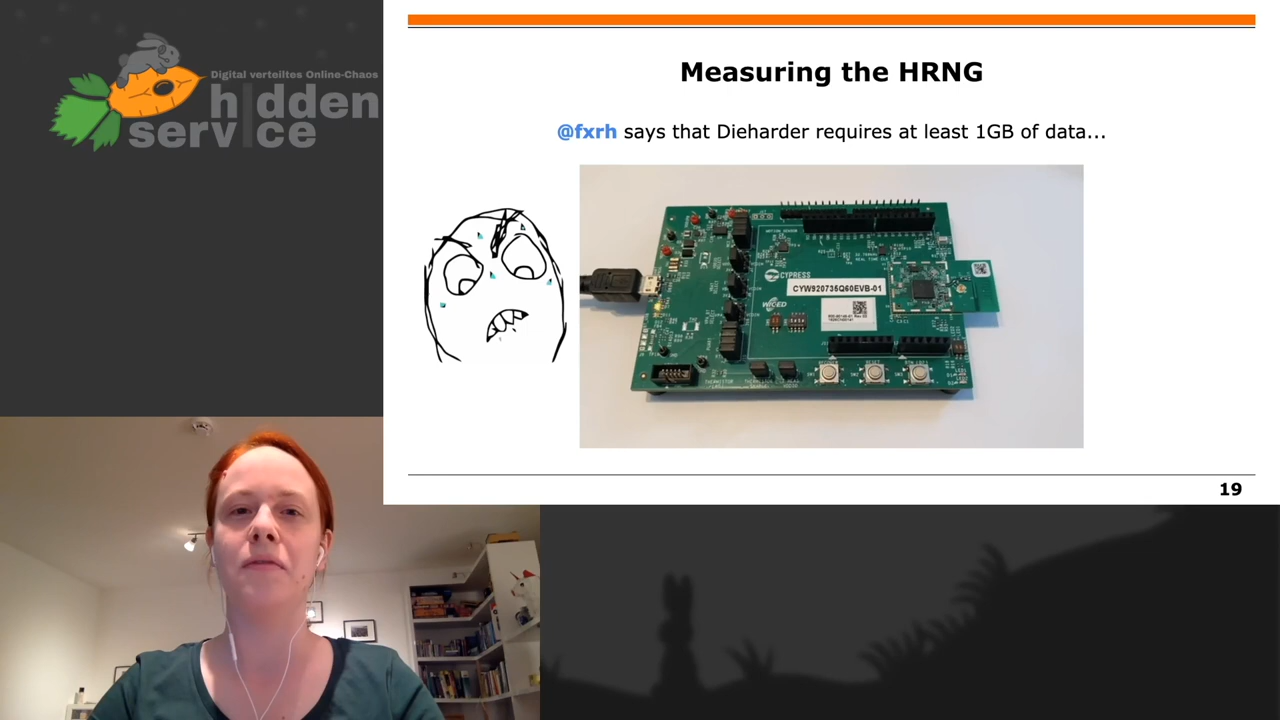 Digital verteiltes Online-Chaos
hidden
service
Measuring the HRNG
@fxrh says that Dieharder requires at least 1GB of data...
CYPRESS
CYW920735Q60EVB-01
WICED
RESET
19